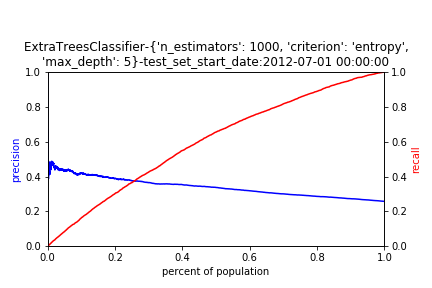 ExtraTreesClassifier-{'n_estimators': 1000, 'criterion': 'entropy',
'max_depth': 5}-test_set_start_date:2012-07-01 00:00:00
1.0
0.8
0.6
0.4
0.2
0.0
precision
1.0
0.8
0.6
0.4
0.2
0.0
recall
0.0 0.2 0.4 0.6 0.8 1.0
percent of population